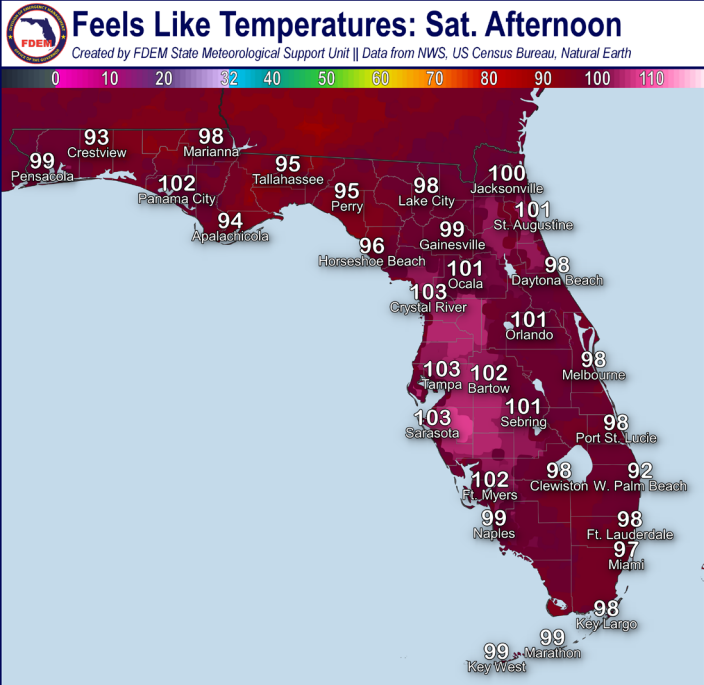 Feels Like Temperatures: Sat. Afternoon
Created by FDEM State Meteorological Support Unit || Data from NWS, US Census Bureau, Natural Earth
FDEM
0 10 20 32 40 50 60 70 80 90 100 110
93
Crestview
98
Marianna
99
Pensacola
102
Panama City
95
Tallahassee
94
Apalachicola
95
Perry
98
Lake City
100
Jacksonville
101
St. Augustine
99
Gainesville
96
Horseshoe Beach
101
Ocala
98
Daytona Beach
103
Crystal River
101
Orlando
98
Melbourne
103
Tampa
102
Bartow
103
Sarasota
101
Sebring
98
Port St. Lucie
102
Ft. Myers
98
Clewiston
92
W. Palm Beach
99
Naples
98
Ft. Lauderdale
97
Miami
98
Key Largo
99
Marathon
99
Key West